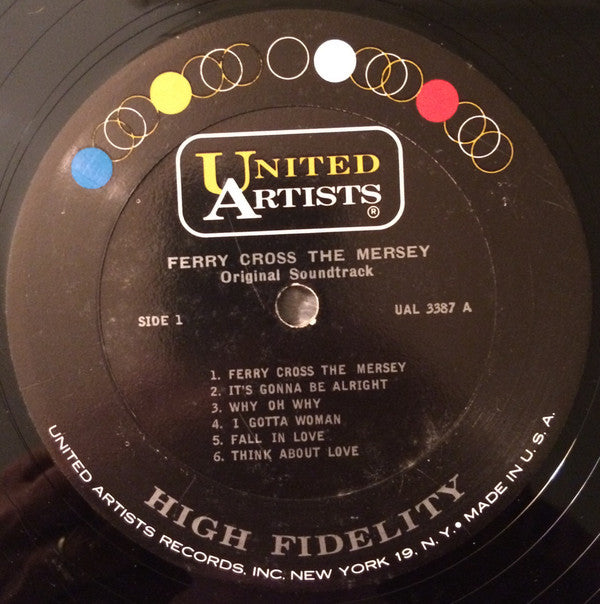 UNITED
ARTISTS
®
FERRY CROSS THE MERSEY
Original Soundtrack
SIDE 1
UAL 3387 A
1. FERRY CROSS THE MERSEY
2. IT'S GONNA BE ALRIGHT
3. WHY OH WHY
4. I GOTTA WOMAN
5. FALL IN LOVE
6. THINK ABOUT LOVE
HIGH FIDELITY
UNITED ARTISTS RECORDS, INC. NEW YORK 19, N. Y. • MADE IN U. S. A.